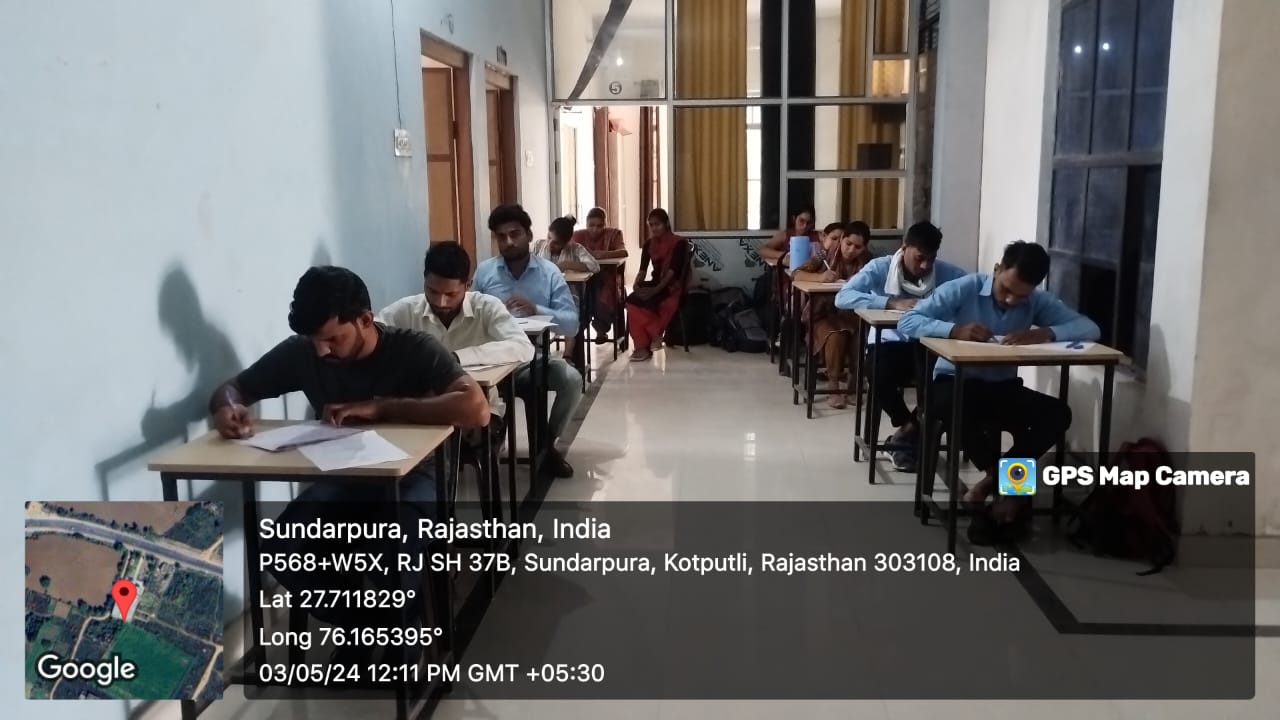 5
GPS Map Camera
Sundarpura, Rajasthan, India
P568+W5X, RJ SH 37B, Sundarpura, Kotputli, Rajasthan 303108, India
Lat 27.711829°
Long 76.165395°
03/05/24 12:11 PM GMT +05:30
Google